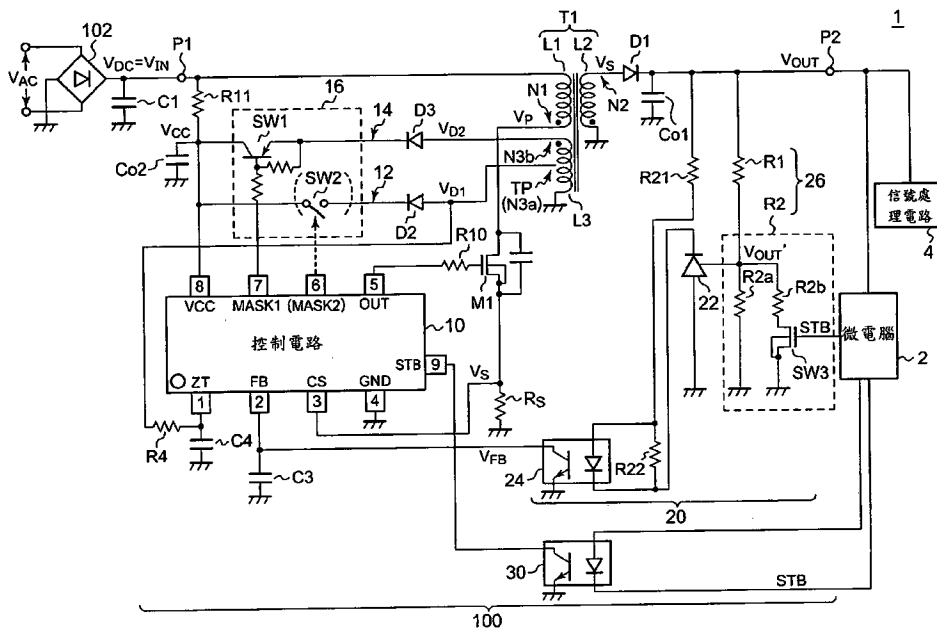 1
102
VAC
VDC=VIN
P1
C1
R11
16
SW1
VCC
Co2
14
D3
VD2
SW2
12
VD1
D2
T1
L1
L2
VS
D1
N1
N2
VP
Co1
N3b
TP
(N3a)
L3
VOUT
P2
R21
R1
26
R2
信號處
理電路
4
22
VOUT'
R2a
R2b
STB
SW3
微電腦
2
R10
M1
8
7
6
5
VCC
MASK1
(MASK2)
OUT
10
控制電路
STB
9
ZT
FB
CS
GND
1
2
3
4
VS
RS
R4
C4
C3
VFB
24
R22
20
30
STB
100